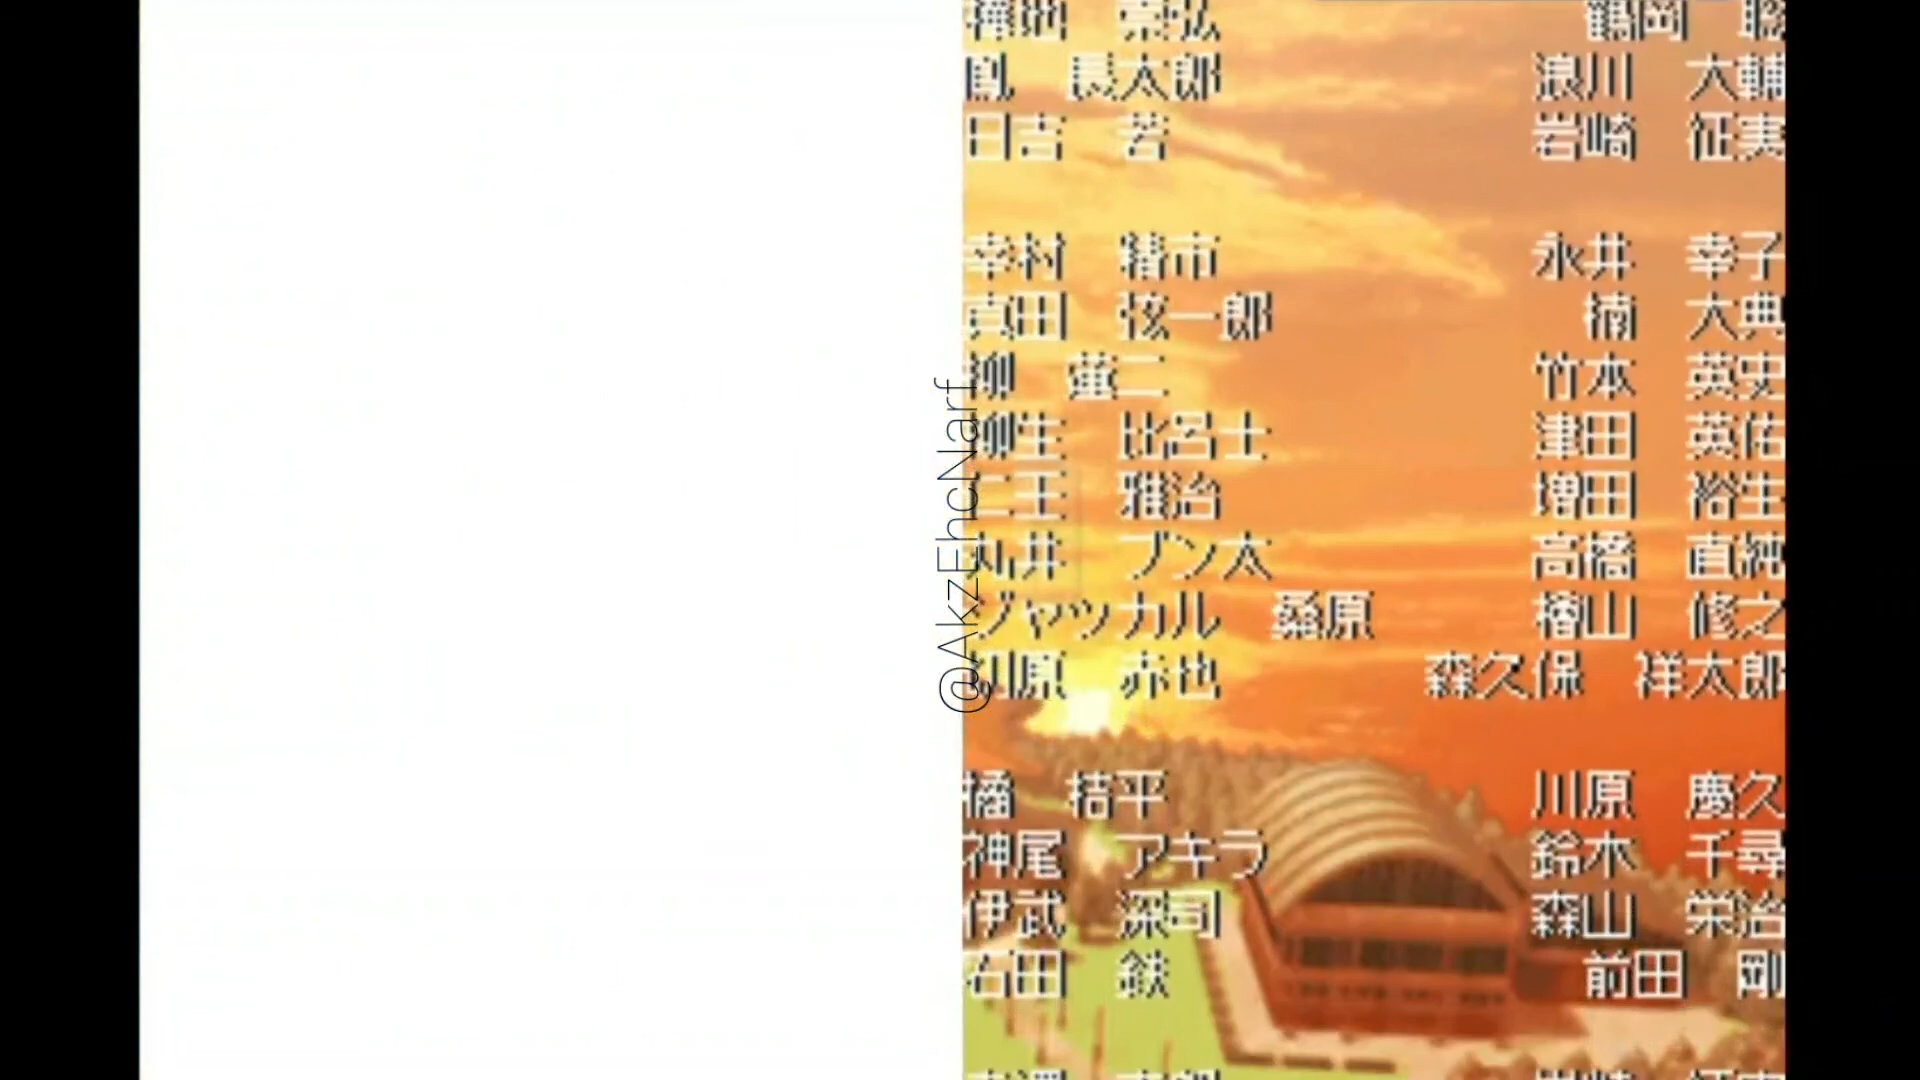 樺地　崇弘　鶴岡　聡
鳳　長太郎　浪川　大輔
日吉　若　岩崎　征実
幸村　精市　永井　幸子
真田　弦一郎　楠　大典
柳　蓮二　竹本　英史
柳生　比呂士　津田　英佑
仁王　雅治　増田　裕生
丸井　ブン太　高橋　直純
ジャッカル　桑原　檜山　修之
切原　赤也　森久保　祥太郎
橘　桔平　川原　慶久
神尾　アキラ　鈴木　千尋
伊武　深司　森山　栄治
石田　鉄　前田　剛
@AkzEhcNarf